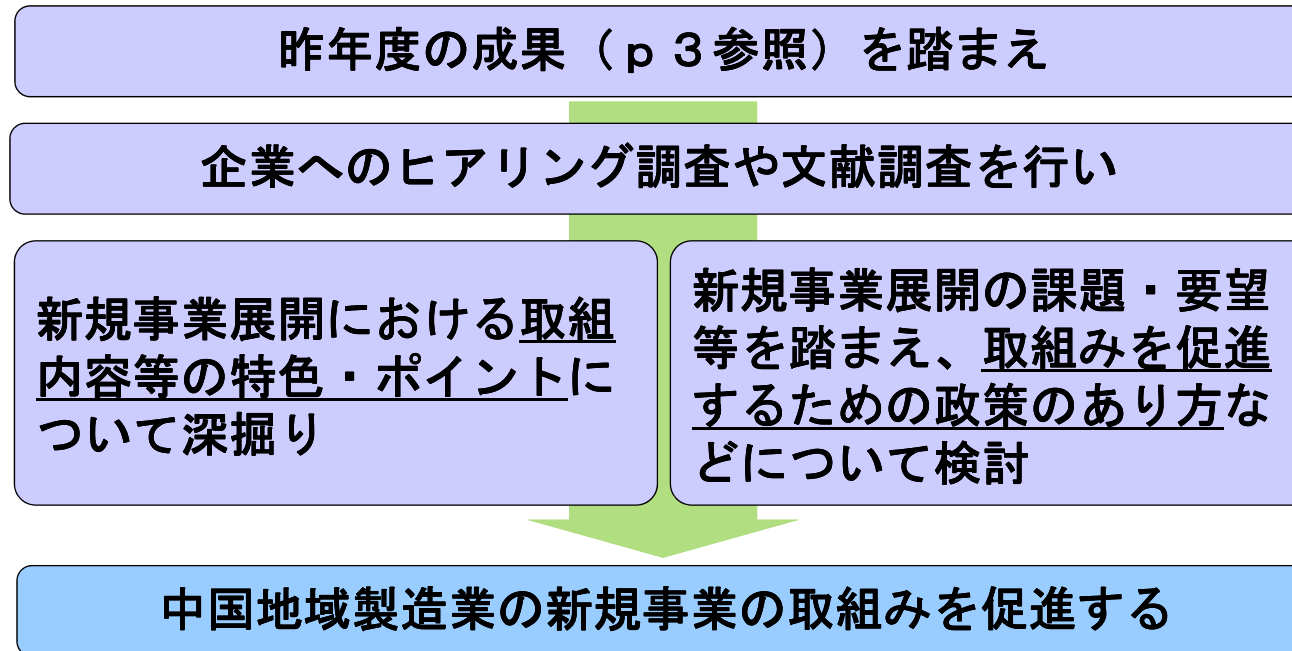 昨年度の成果（ｐ３参照）を踏まえ
企業へのヒアリング調査や文献調査を行い
新規事業展開における取組
内容等の特色・ポイントに
ついて深掘り
新規事業展開の課題・要望
等を踏まえ、取組みを促進
するための政策のあり方な
どについて検討
中国地域製造業の新規事業の取組みを促進する